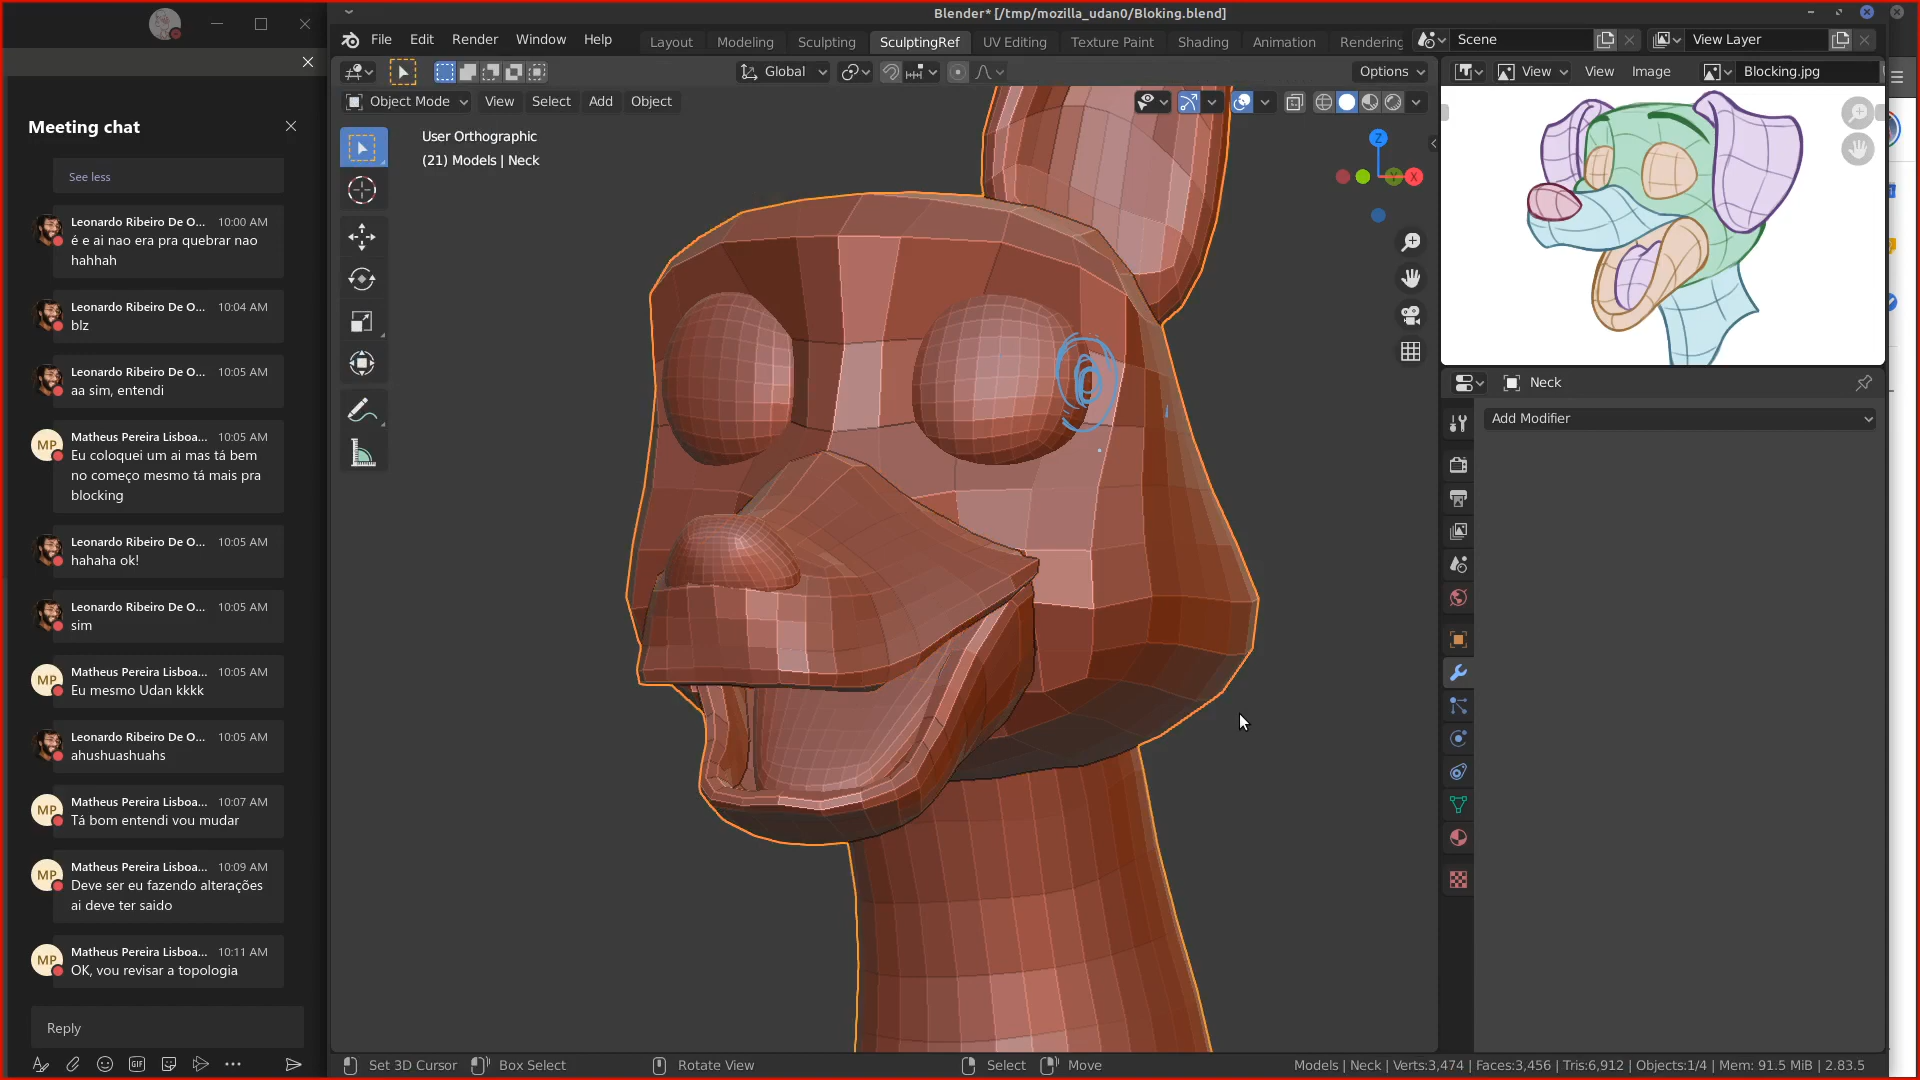 Blender* [/tmp/mozilla_udan0/Bloking.blend]
File Edit Render Window Help
Layout Modeling Sculpting SculptingRef UV Editing Texture Paint Shading Animation Rendering
Scene
View Layer
Global
Options
View View Image Blocking.jpg
Object Mode View Select Add Object
User Orthographic
(21) Models | Neck
Z
Y
X
Neck
Add Modifier
Meeting chat
See less
Leonardo Ribeiro De O... 10:00 AM
é e ai nao era pra quebrar nao
hahhah
Leonardo Ribeiro De O... 10:04 AM
blz
Leonardo Ribeiro De O... 10:05 AM
aa sim, entendi
MP
Matheus Pereira Lisboa... 10:05 AM
Eu coloquei um ai mas tá bem
no começo mesmo tá mais pra
blocking
Leonardo Ribeiro De O... 10:05 AM
hahaha ok!
Leonardo Ribeiro De O... 10:05 AM
sim
MP
Matheus Pereira Lisboa... 10:05 AM
Eu mesmo Udan kkkk
Leonardo Ribeiro De O... 10:05 AM
ahushuashuahs
MP
Matheus Pereira Lisboa... 10:07 AM
Tá bom entendi vou mudar
MP
Matheus Pereira Lisboa... 10:09 AM
Deve ser eu fazendo alterações
ai deve ter saido
MP
Matheus Pereira Lisboa... 10:11 AM
OK, vou revisar a topologia
Reply
GIF
Set 3D Cursor Box Select Rotate View Select Move
Models | Neck | Verts:3,474 | Faces:3,456 | Tris:6,912 | Objects:1/4 | Mem: 91.5 MiB | 2.83.5